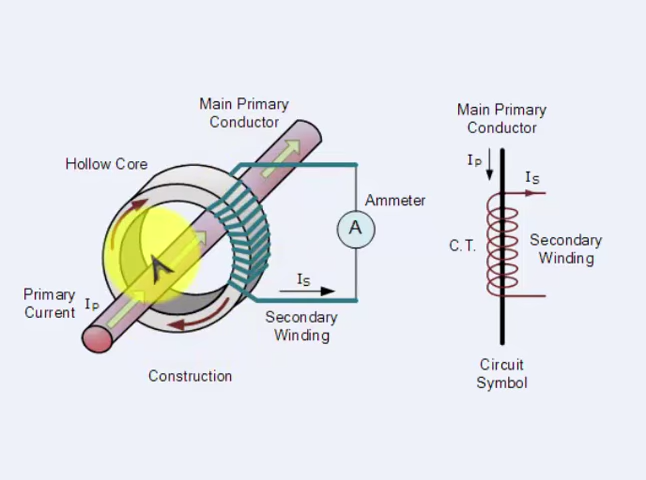 Main Primary
Conductor
Hollow Core
Ammeter
A
A
Primary
Current
Ip
Is
Secondary
Winding
Construction
Main Primary
Conductor
Ip
Is
C.T.
Secondary
Winding
Circuit
Symbol